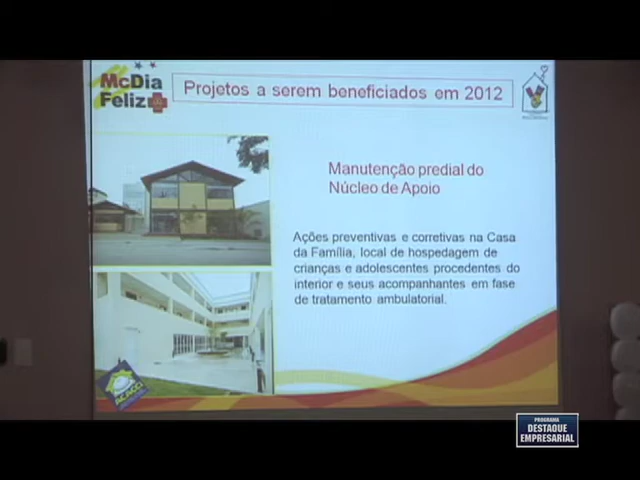 McDia
Feliz
Projetos a serem beneficiados em 2012
Manutenção predial do
Núcleo de Apoio
Ações preventivas e corretivas na Casa
da Família, local de hospedagem de
crianças e adolescentes procedentes do
interior e seus acompanhantes em fase
de tratamento ambulatorial.
ACACCI
PROGRAMA
DESTAQUE
EMPRESARIAL